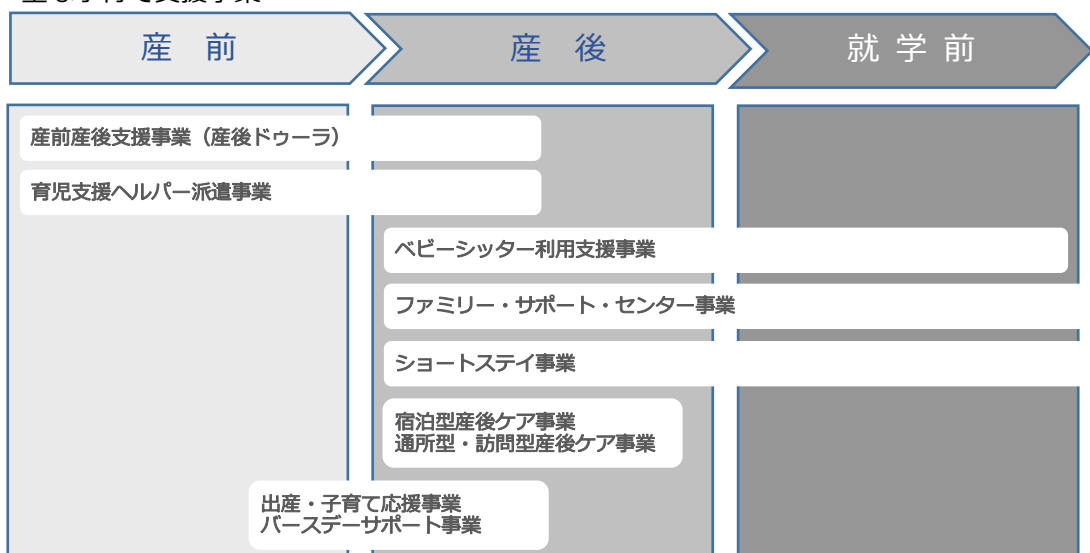 産前
産後
就学前
産前産後支援事業（産後ドゥーラ）
育児支援ヘルパー派遣事業
ベビーシッター利用支援事業
ファミリー・サポート・センター事業
ショートステイ事業
宿泊型産後ケア事業
通所型・訪問型産後ケア事業
出産・子育て応援事業
バースデーサポート事業